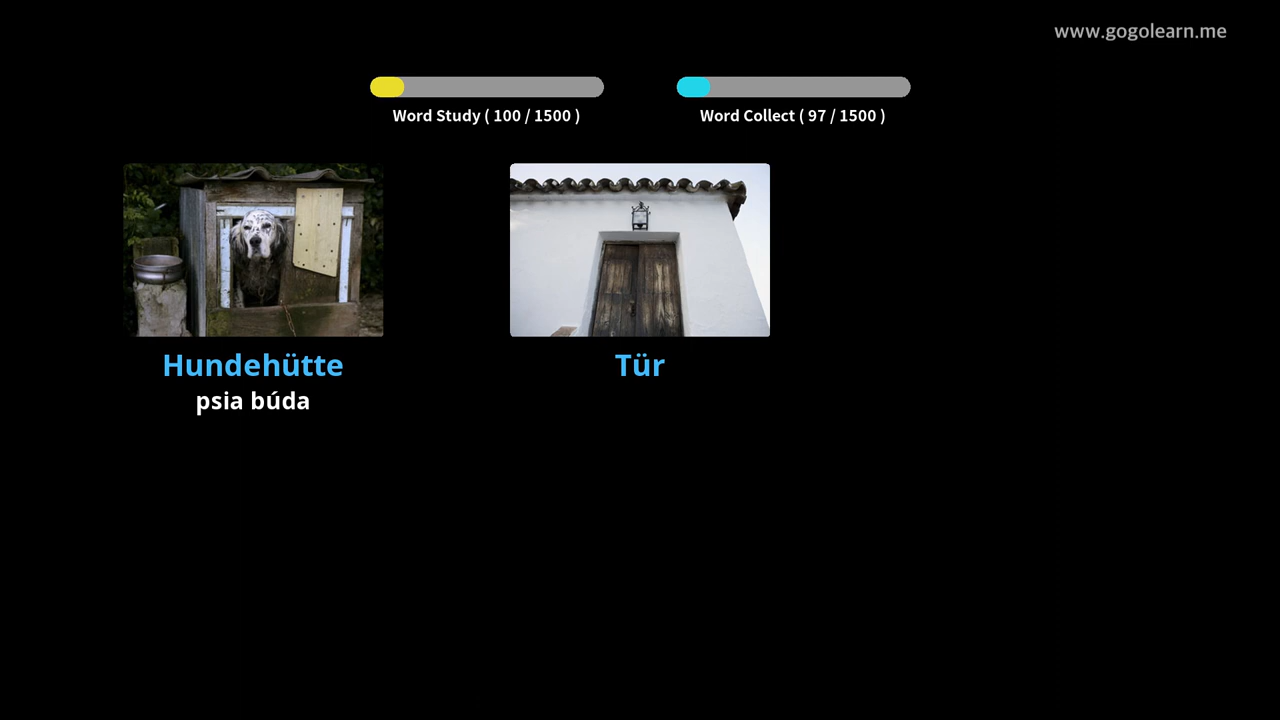 www.gogolearn.me
Word Study ( 100 / 1500 )
Word Collect ( 97 / 1500 )
Hundehütte
psia búda
Tür